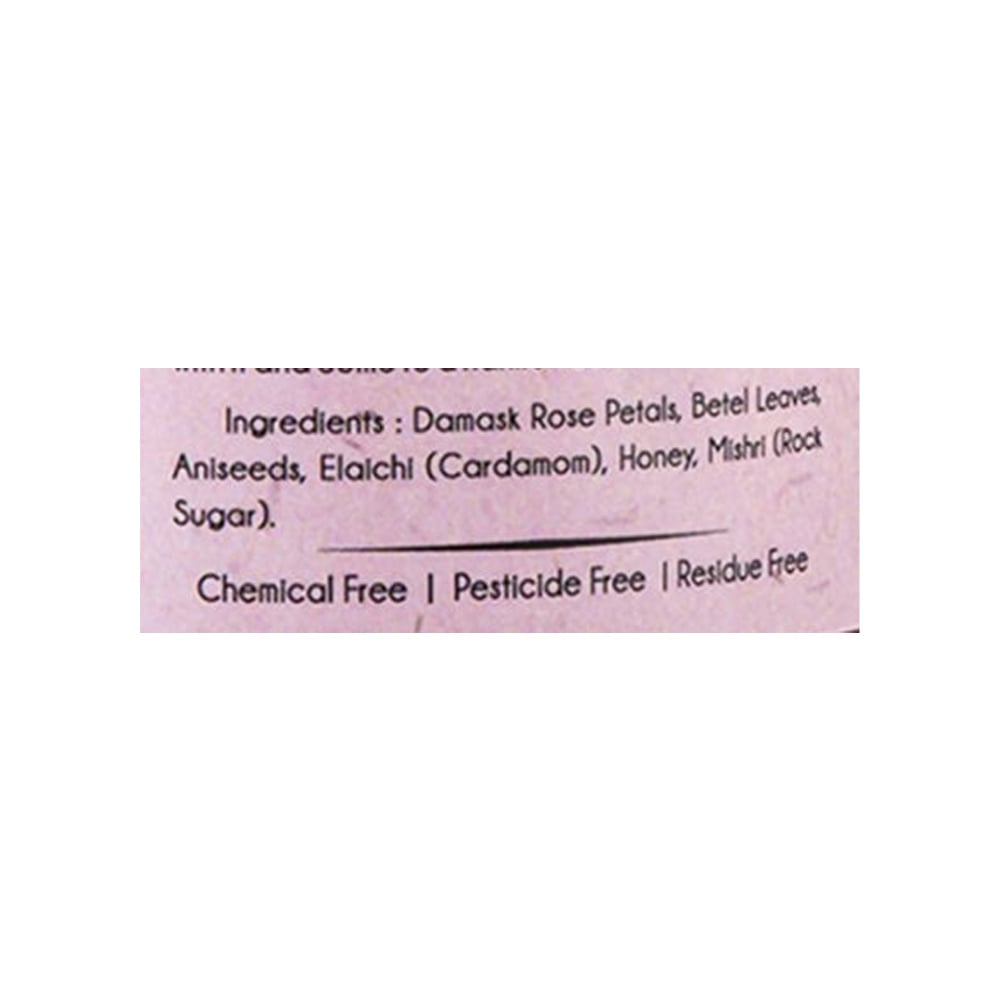 Ingredients : Damask Rose Petals, Betel Leaves,
Aniseeds, Elaichi (Cardamom), Honey, Mishri (Rock
Sugar).
Chemical Free | Pesticide Free | Residue Free